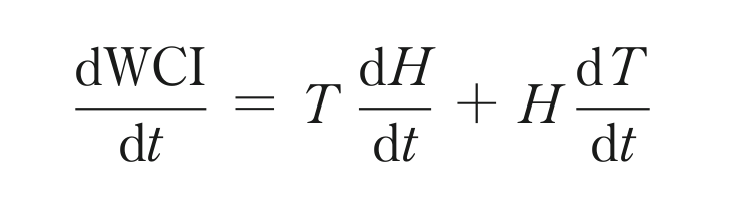 dWCI/dt = T dH/dt + H dT/dt